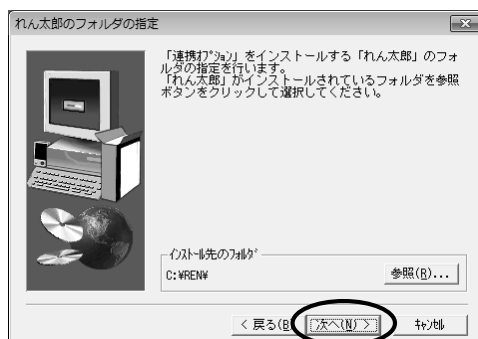 れん太郎のフォルダの指定
「連携ｵﾌﾟｼｮﾝ」をインストールする「れん太郎」のフォ
ルダの指定を行います。
「れん太郎」がインストールされているフォルダを参照
ボタンをクリックして選択してください。
ｲﾝｽﾄｰﾙ先のﾌｫﾙﾀﾞ
C:¥REN¥
参照(R)...
< 戻る(B)
次へ(N) >
ｷｬﾝｾﾙ